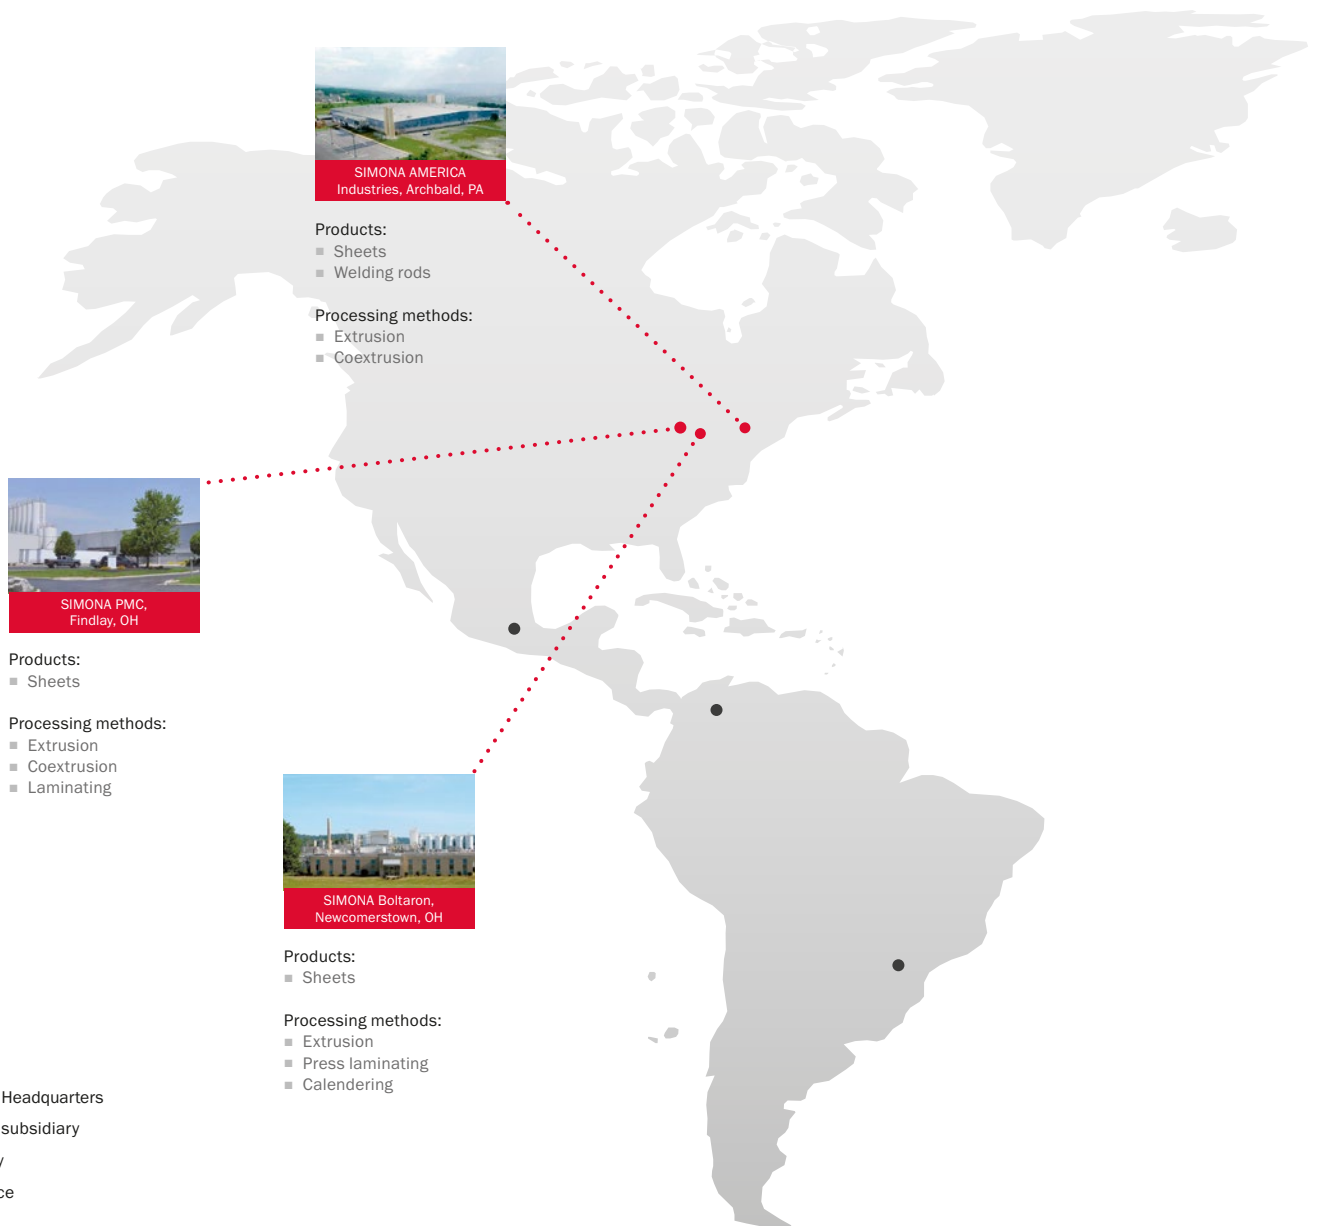 SIMONA AMERICA
Industries, Archbald, PA
Products:
■ Sheets
■ Welding rods
Processing methods:
■ Extrusion
■ Coextrusion
SIMONA PMC,
Findlay, OH
Products:
■ Sheets
Processing methods:
■ Extrusion
■ Coextrusion
■ Laminating
SIMONA Boltaron,
Newcomerstown, OH
Products:
■ Sheets
Processing methods:
■ Extrusion
■ Press laminating
■ Calendering
Headquarters
subsidiary